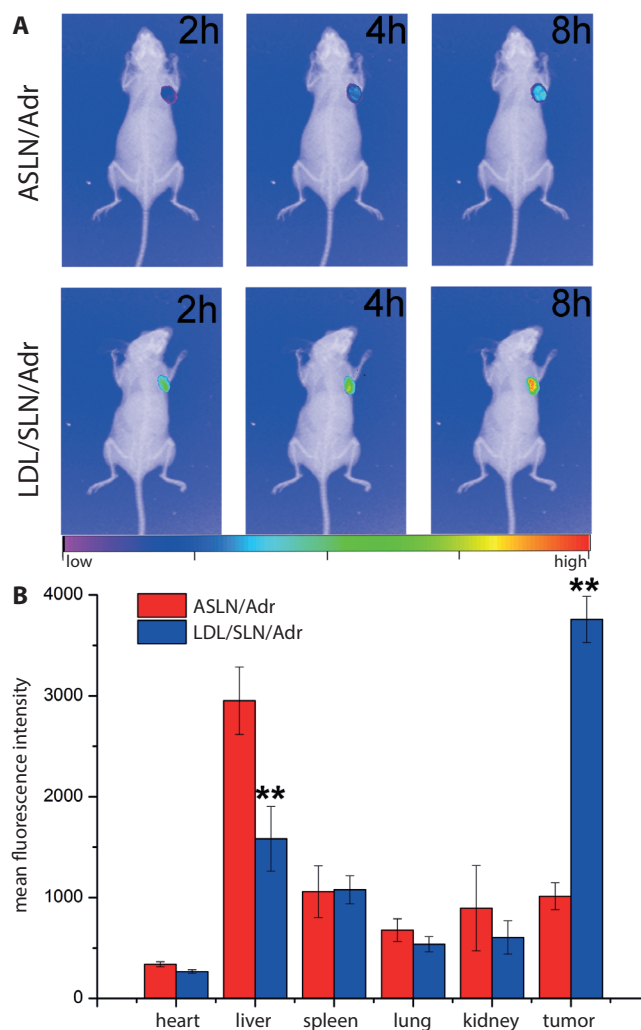 A
2h
4h
8h
ASLN/Adr
2h
4h
8h
LDL/SLN/Adr
low
high
B
ASLN/Adr
LDL/SLN/Adr
**
**
mean fluorescence intensity
4000
3000
2000
1000
0
heart liver spleen lung kidney tumor